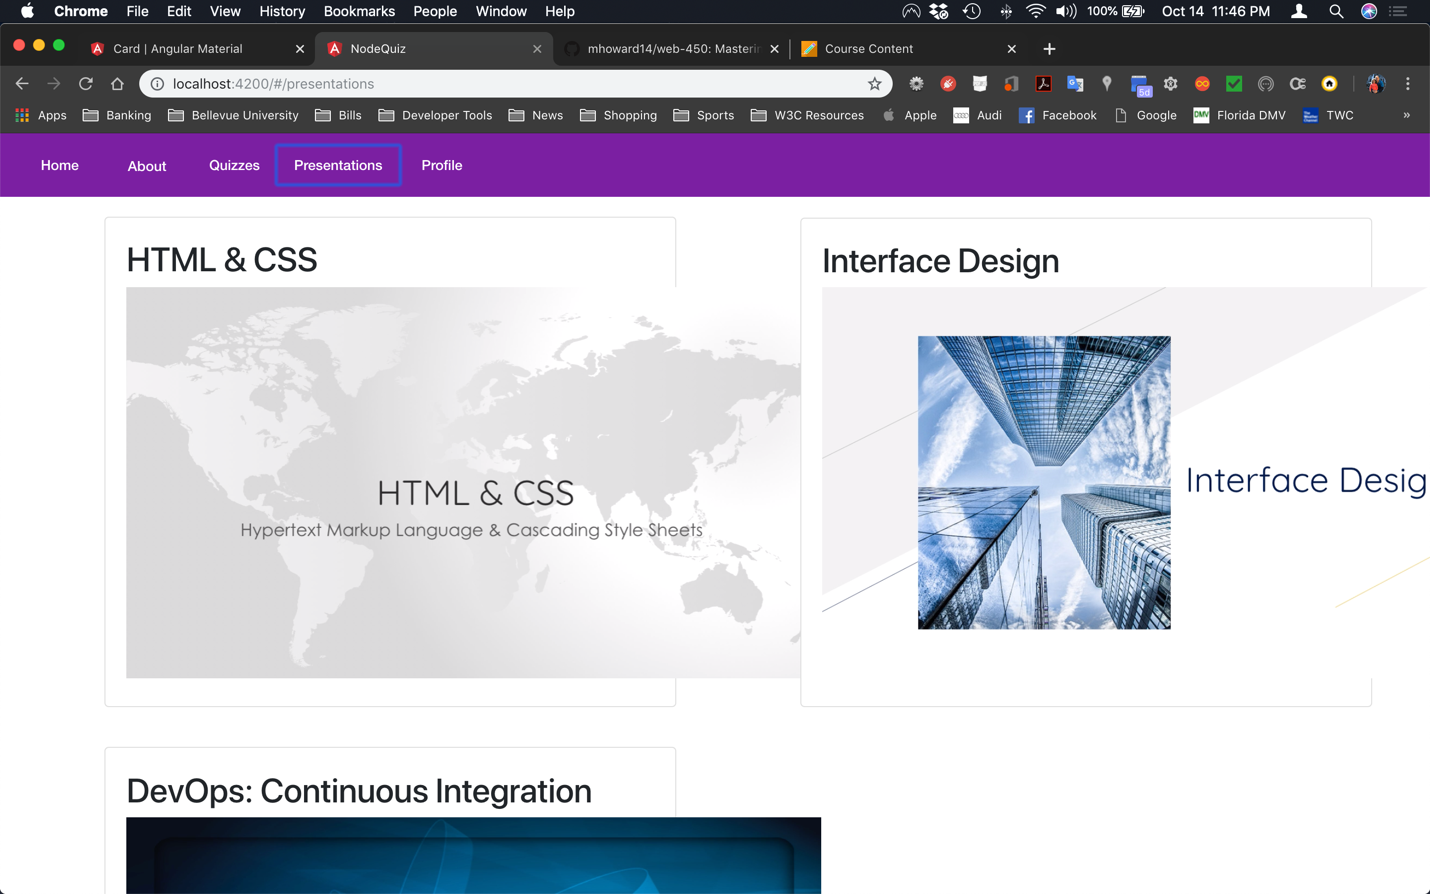 Chrome File Edit View History Bookmarks People Window Help 100% Oct 14 11:46 PM
Card | Angular Material NodeQuiz mhoward14/web-450: Masterin Course Content
localhost:4200/#/presentations 5d
Apps Banking Bellevue University Bills Developer Tools News Shopping Sports W3C Resources Apple Audi Facebook Google DMV Florida DMV TWC »
Home About Quizzes Presentations Profile
HTML & CSS
Interface Design
HTML & CSS
Hypertext Markup Language & Cascading Style Sheets
Interface Desig
DevOps: Continuous Integration